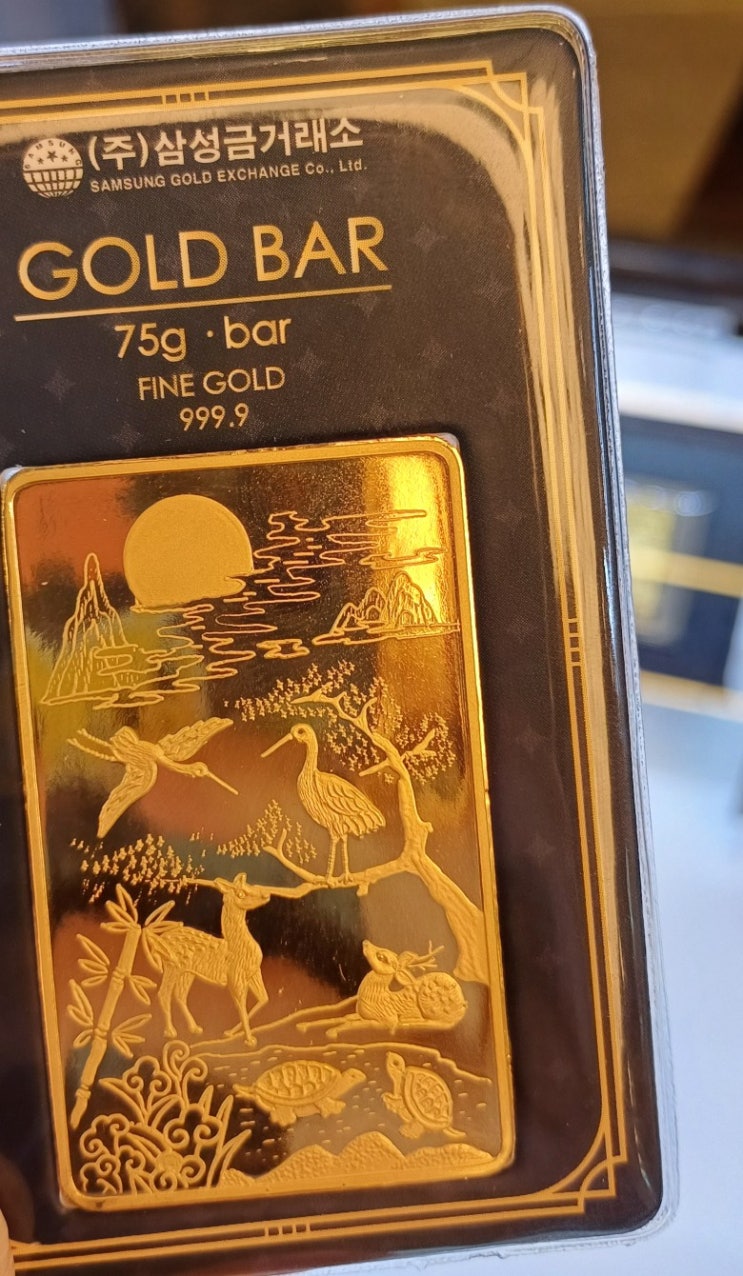 SAMSUNG
(주)삼성금거래소
SAMSUNG GOLD EXCHANGE Co., Ltd.
GOLD BAR
75g · bar
FINE GOLD
999.9